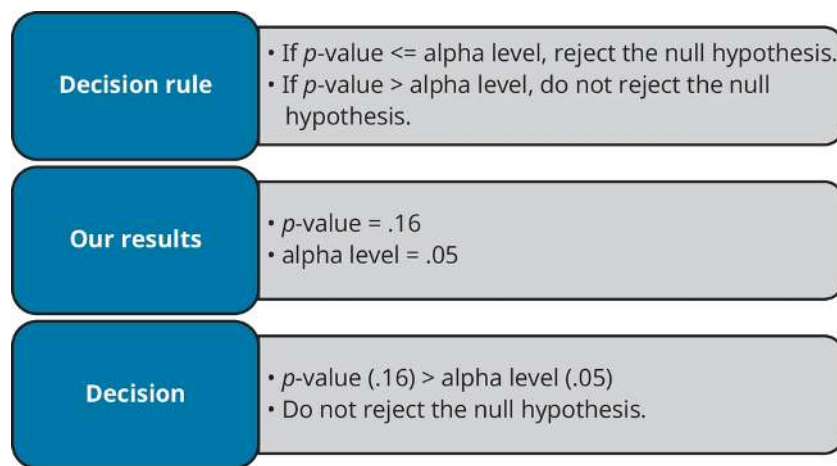 Decision rule
• If p-value <= alpha level, reject the null hypothesis.
• If p-value > alpha level, do not reject the null
hypothesis.
Our results
• p-value = .16
• alpha level = .05
Decision
• p-value (.16) > alpha level (.05)
• Do not reject the null hypothesis.